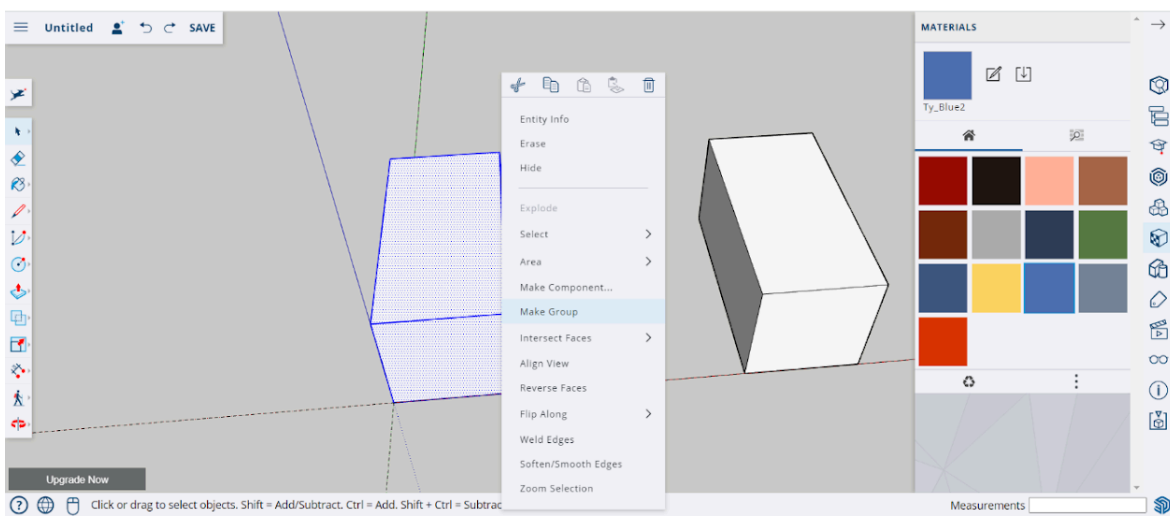 Untitled SAVE
MATERIALS
Ty_Blue2
Entity Info
Erase
Hide
Explode
Select
Area
Make Component...
Make Group
Intersect Faces
Align View
Reverse Faces
Flip Along
Weld Edges
Soften/Smooth Edges
Zoom Selection
Upgrade Now
Click or drag to select objects. Shift = Add/Subtract. Ctrl = Add. Shift + Ctrl = Subtrac
Measurements